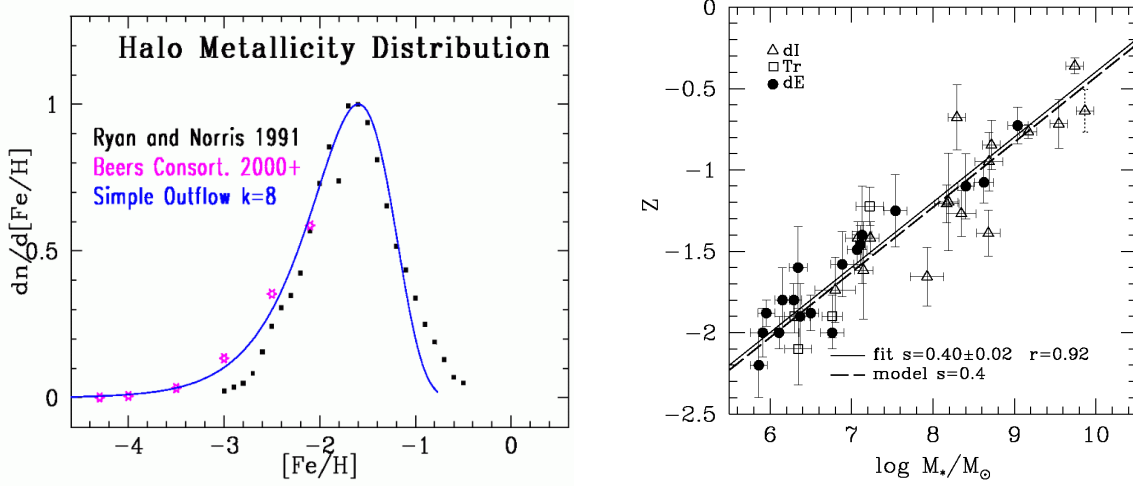 Halo Metallicity Distribution
Ryan and Norris 1991
Beers Consort. 2000+
Simple Outflow k=8
dn/d[Fe/H]
1
0.5
0
−4
−3
−2
−1
0
[Fe/H]
△ dI
□ Tr
● dE
Z
0
−0.5
−1
−1.5
−2
−2.5
fit s=0.40±0.02 r=0.92
model s=0.4
6
7
8
9
10
log M*/M⊙